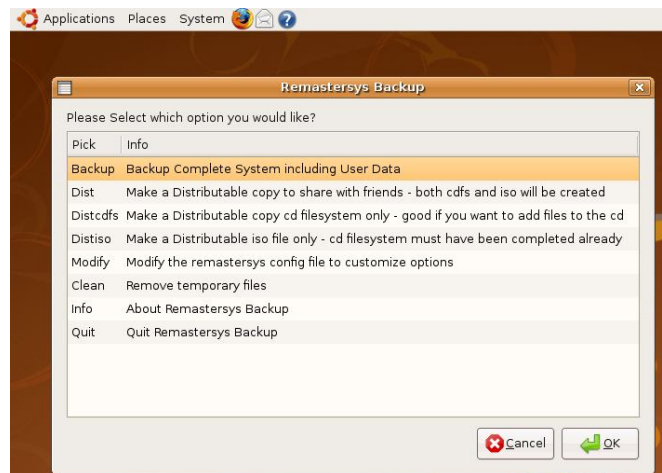 Applications Places System
Remastersys Backup
Please Select which option you would like?
Pick Info
Backup Backup Complete System including User Data
Dist Make a Distributable copy to share with friends - both cdfs and iso will be created
Distcdfs Make a Distributable copy cd filesystem only - good if you want to add files to the cd
Distiso Make a Distributable iso file only - cd filesystem must have been completed already
Modify Modify the remastersys config file to customize options
Clean Remove temporary files
Info About Remastersys Backup
Quit Quit Remastersys Backup
Cancel OK